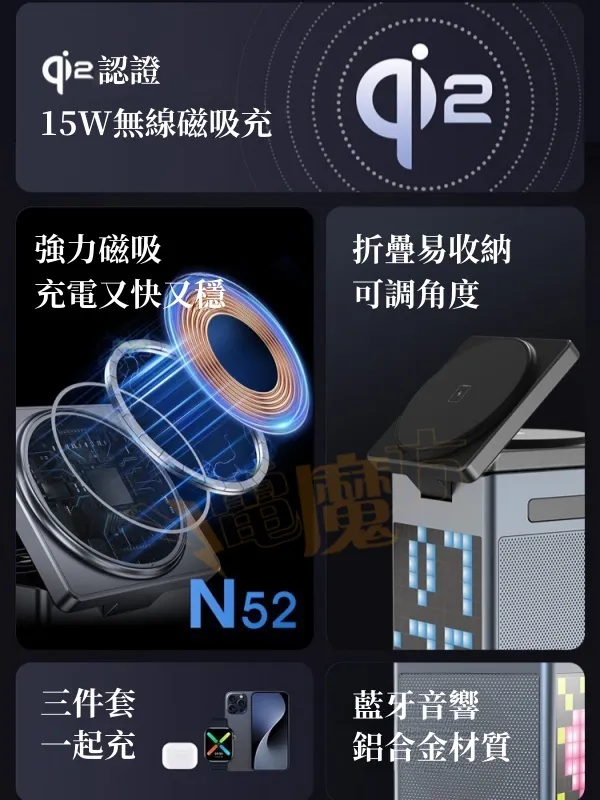 Qi2認證
15W無線磁吸充
Qi2
強力磁吸
充電又快又穩
折疊易收納
可調角度
N52
三件套
一起充
藍牙音響
鋁合金材質